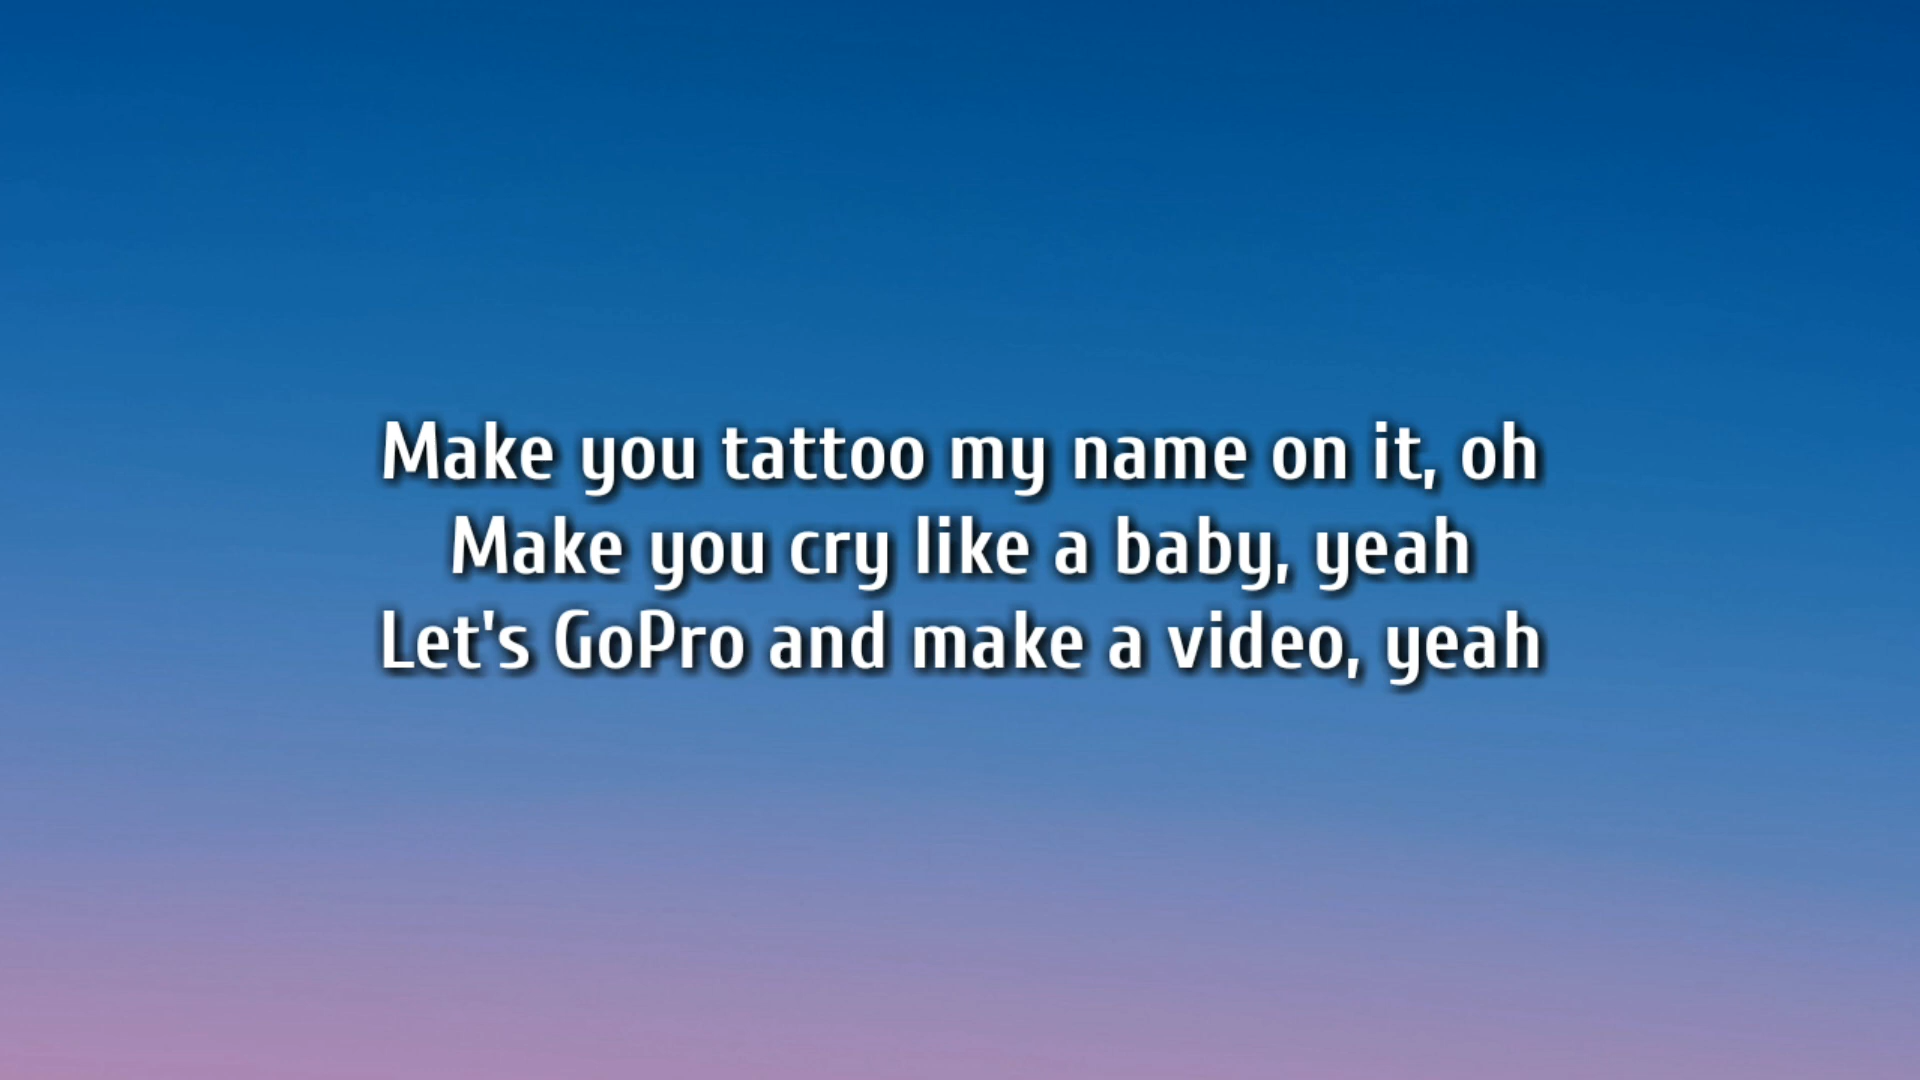 Make you tattoo my name on it, oh
Make you cry like a baby, yeah
Let's GoPro and make a video, yeah